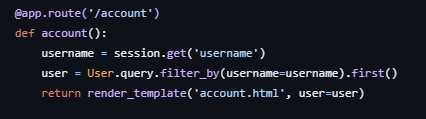 @app.route('/account')
def account():
    username = session.get('username')
    user = User.query.filter_by(username=username).first()
    return render_template('account.html', user=user)